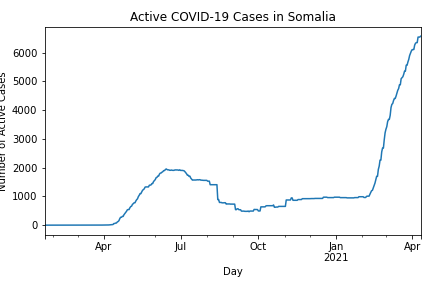 Active COVID-19 Cases in Somalia
Number of Active Cases
6000
5000
4000
3000
2000
1000
0
Apr
Jul
Oct
Jan
2021
Apr
Day